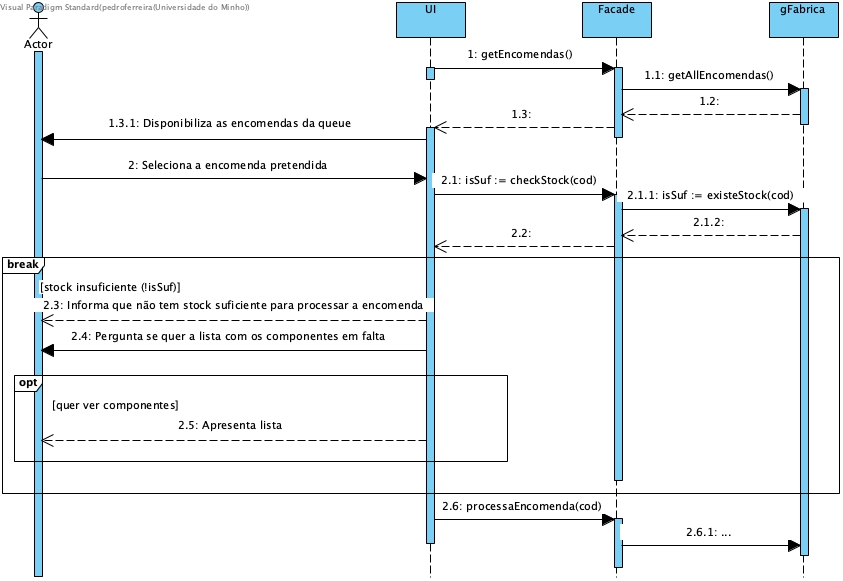 Visual Paradigm Standard(pedroferreira(Universidade do Minho))
UI
Facade
gFabrica
Actor
1: getEncomendas()
1.1: getAllEncomendas()
1.2:
1.3:
1.3.1: Disponibiliza as encomendas da queue
2: Seleciona a encomenda pretendida
2.1: isSuf := checkStock(cod)
2.1.1: isSuf := existeStock(cod)
2.1.2:
2.2:
break
[stock insuficiente (!isSuf)]
2.3: Informa que não tem stock suficiente para processar a encomenda
2.4: Pergunta se quer a lista com os componentes em falta
opt
[quer ver componentes]
2.5: Apresenta lista
2.6: processaEncomenda(cod)
2.6.1: ...